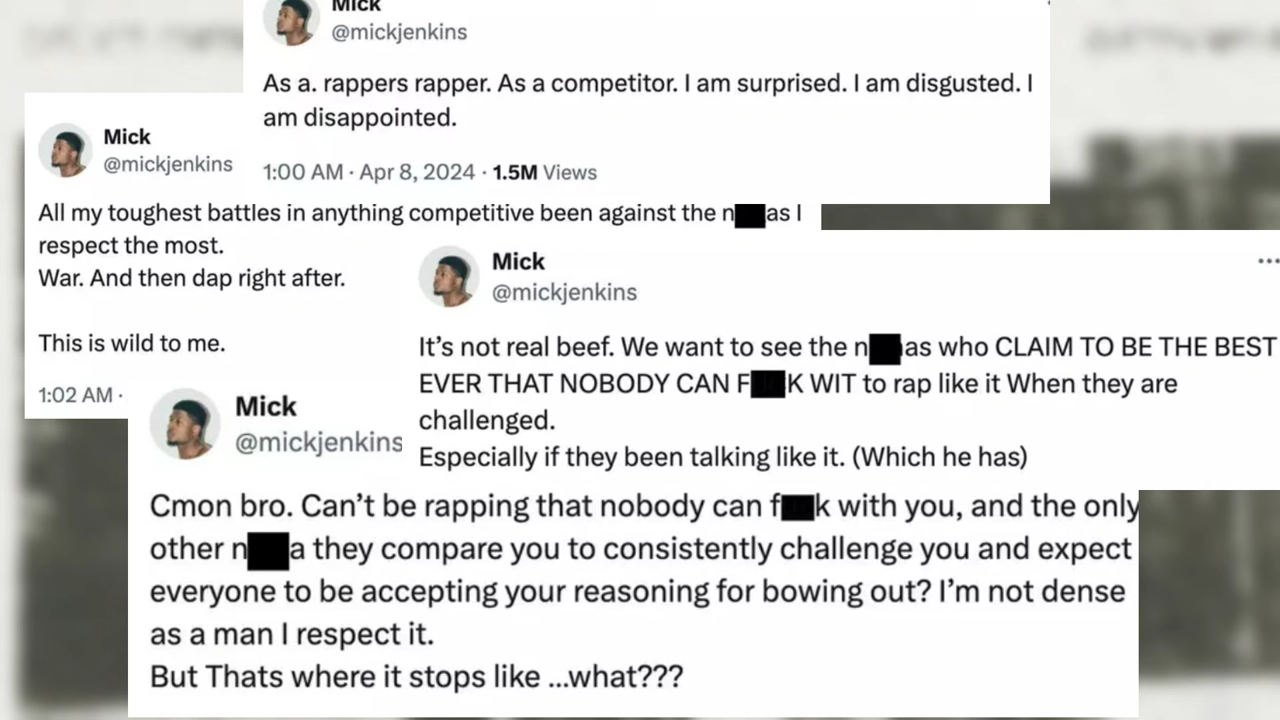 Mick
@mickjenkins
As a. rappers rapper. As a competitor. I am surprised. I am disgusted. I
am disappointed.
1:00 AM · Apr 8, 2024 · 1.5M Views
Mick
@mickjenkins
All my toughest battles in anything competitive been against the n██as I
respect the most.
War. And then dap right after.
This is wild to me.
1:02 AM ·
Mick
@mickjenkins
It’s not real beef. We want to see the n██as who CLAIM TO BE THE BEST
EVER THAT NOBODY CAN F██K WIT to rap like it When they are
challenged.
Especially if they been talking like it. (Which he has)
Mick
@mickjenkins
Cmon bro. Can’t be rapping that nobody can f██k with you, and the only
other n██a they compare you to consistently challenge you and expect
everyone to be accepting your reasoning for bowing out? I’m not dense
as a man I respect it.
But Thats where it stops like ...what???